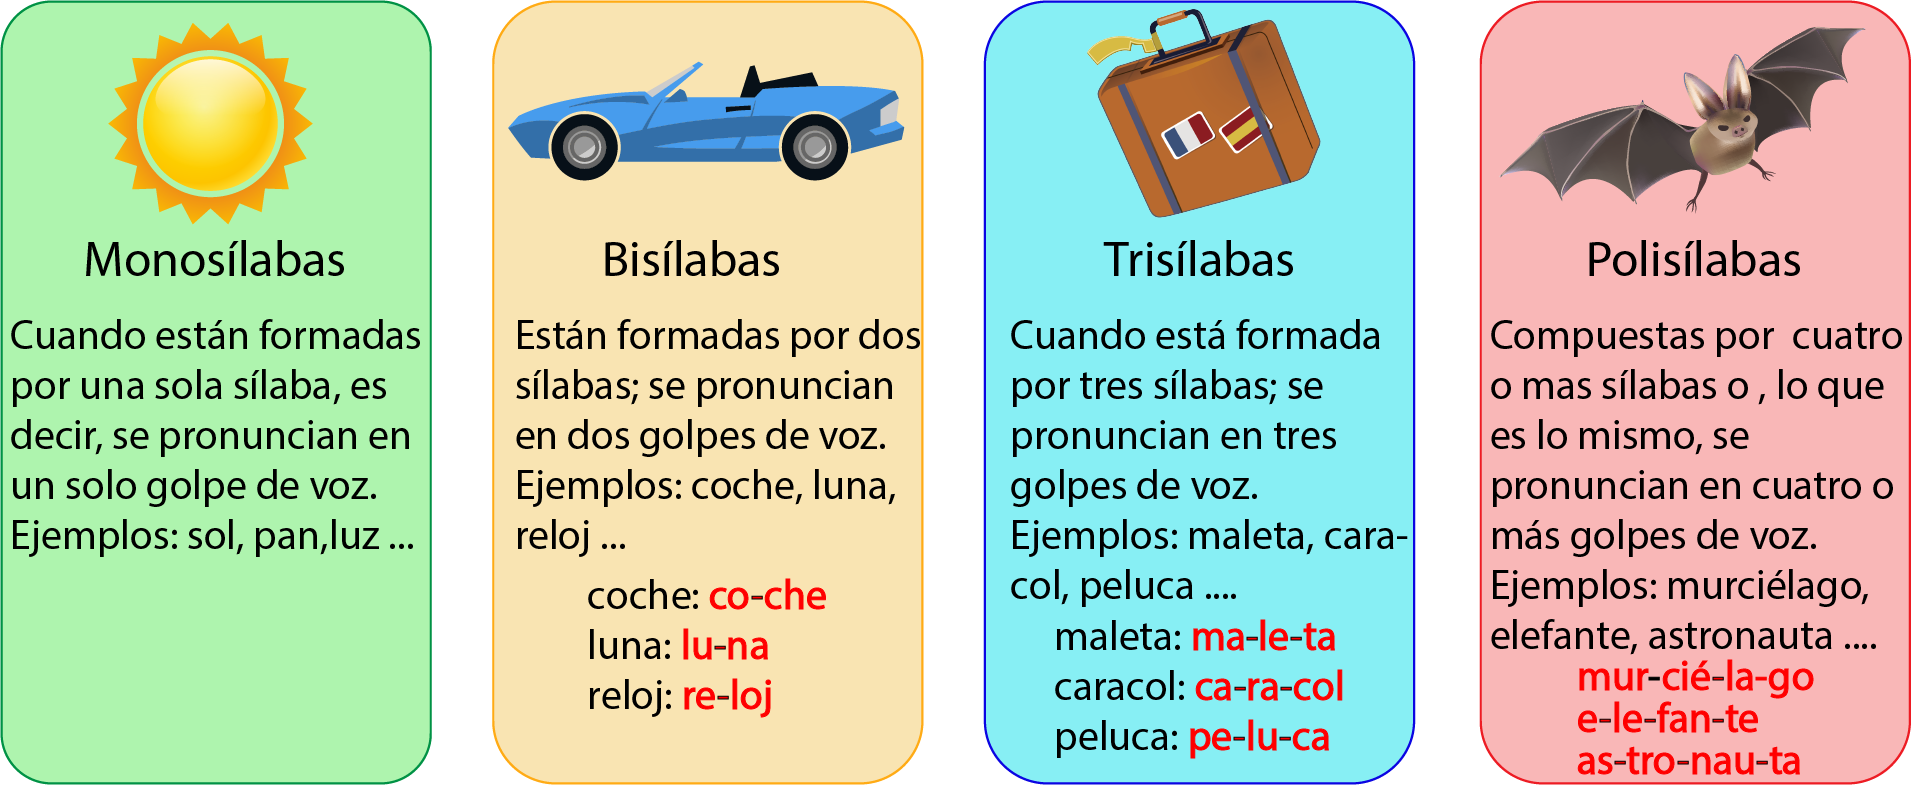 Monosílabas
Cuando están formadas
por una sola sílaba, es
decir, se pronuncian en
un solo golpe de voz.
Ejemplos: sol, pan,luz ...
Bisílabas
Están formadas por dos
sílabas; se pronuncian
en dos golpes de voz.
Ejemplos: coche, luna,
reloj ...
coche: co-che
luna: lu-na
reloj: re-loj
Trisílabas
Cuando está formada
por tres sílabas; se
pronuncian en tres
golpes de voz.
Ejemplos: maleta, cara-
col, peluca ....
maleta: ma-le-ta
caracol: ca-ra-col
peluca: pe-lu-ca
Polisílabas
Compuestas por  cuatro
o mas sílabas o , lo que
es lo mismo, se
pronuncian en cuatro o
más golpes de voz.
Ejemplos: murciélago,
elefante, astronauta ....
mur-cié-la-go
e-le-fan-te
as-tro-nau-ta